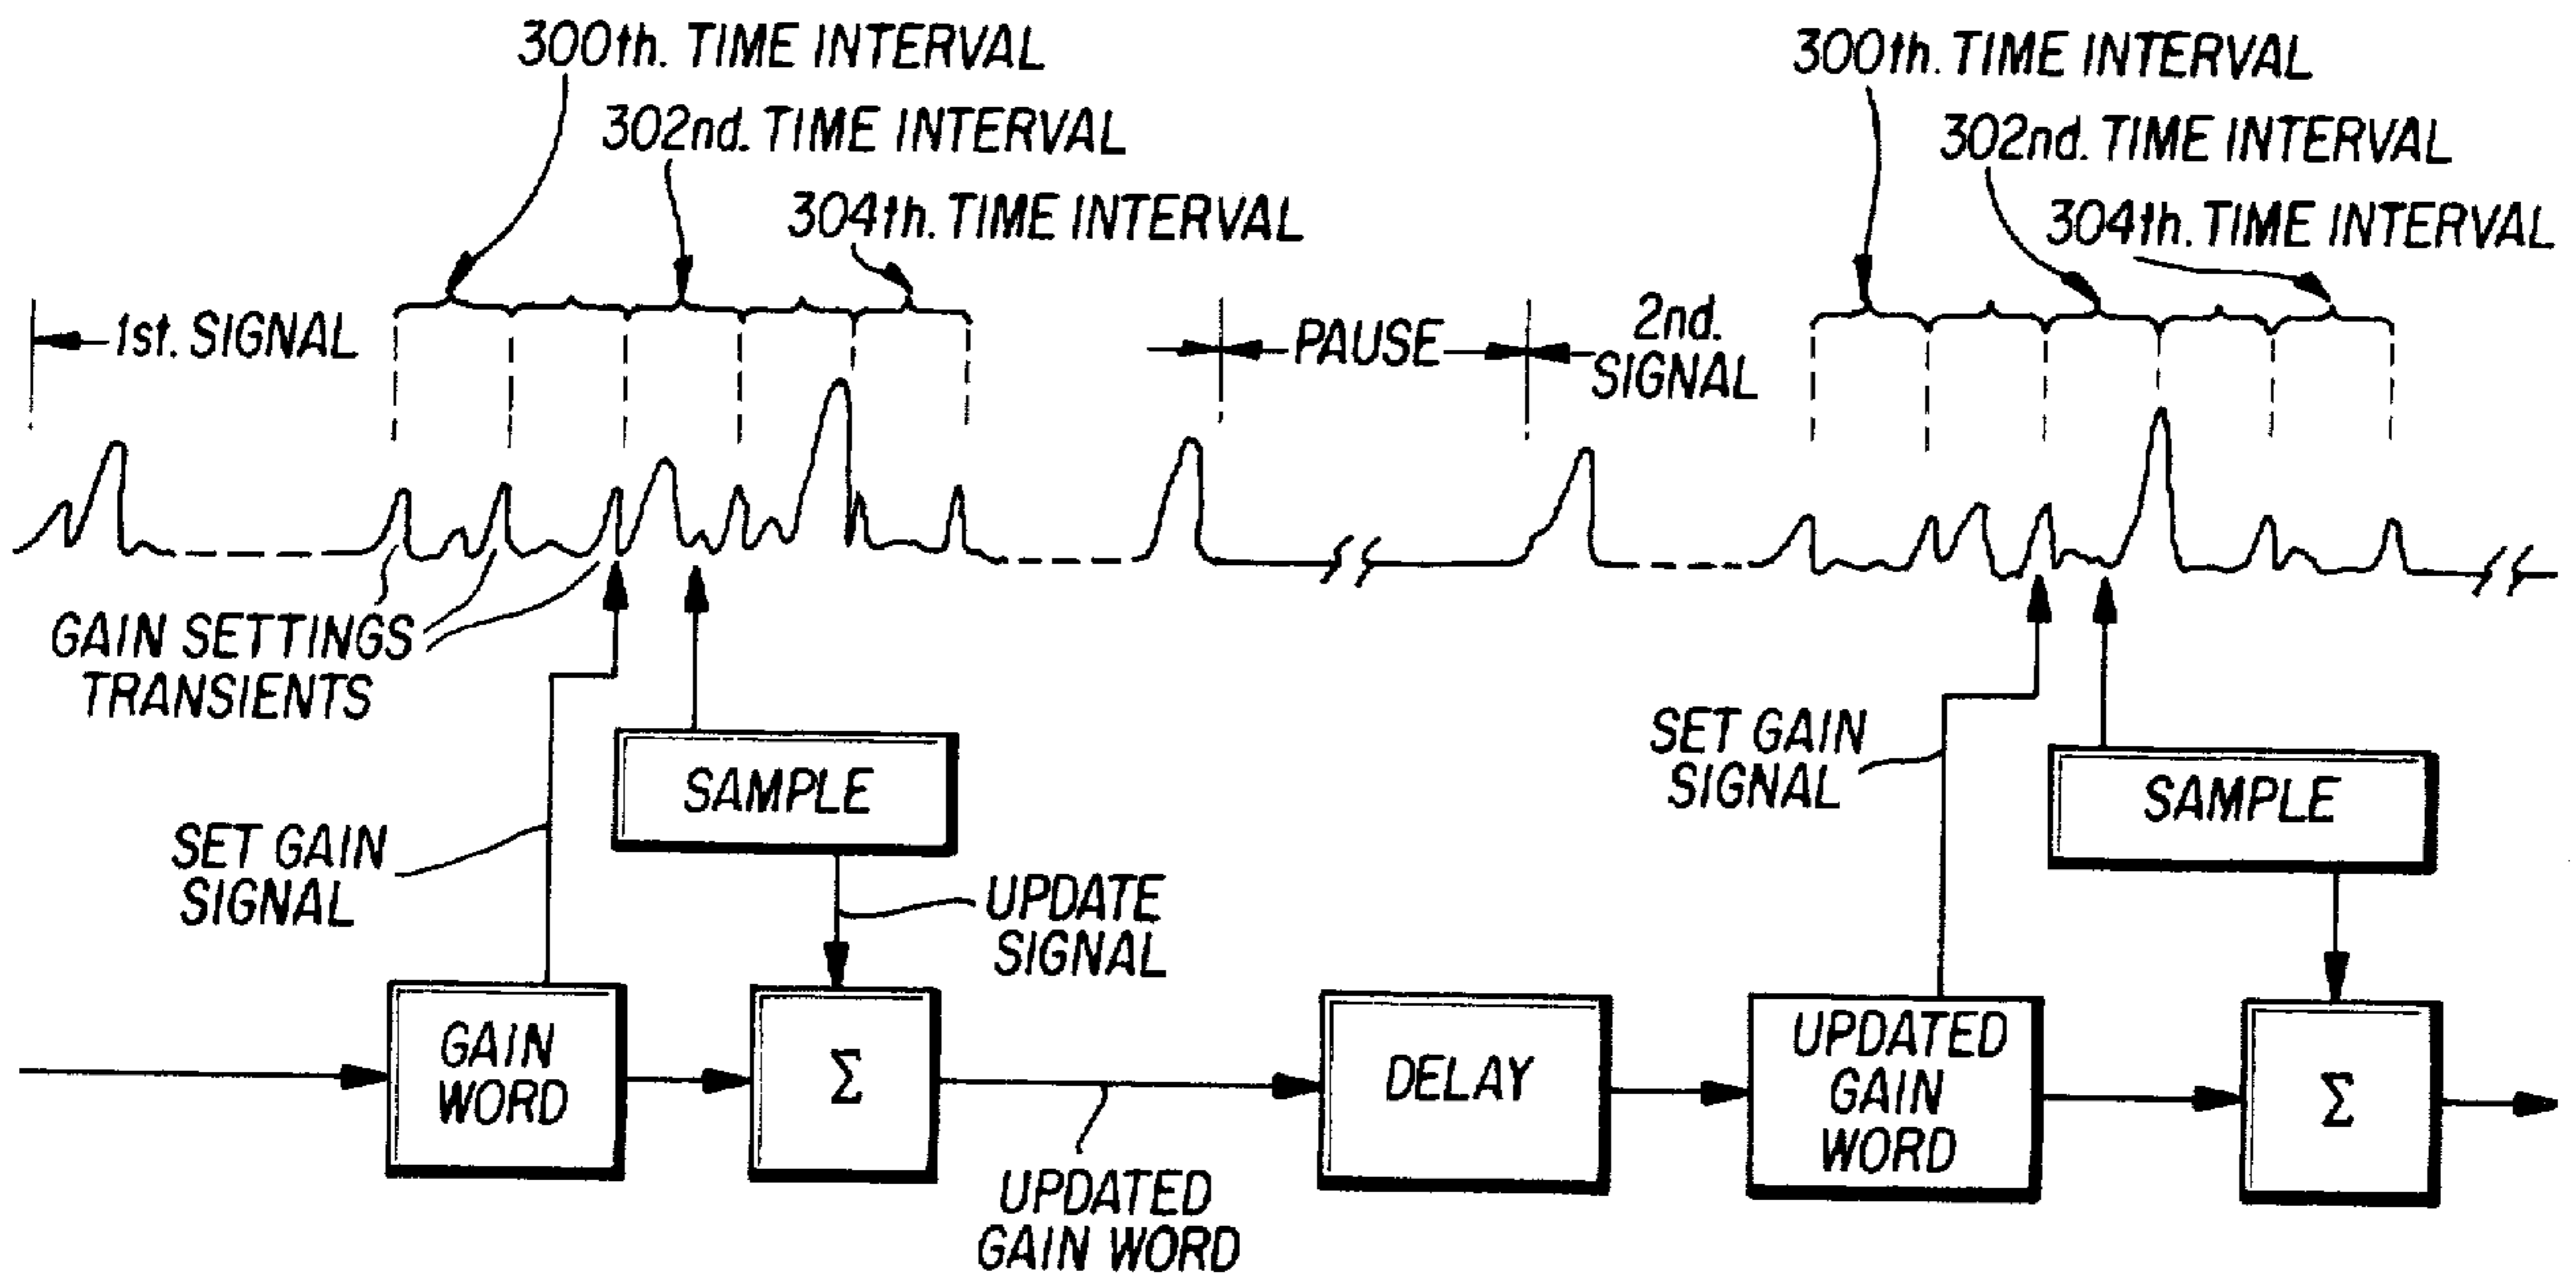 300th. TIME INTERVAL
302nd. TIME INTERVAL
304th. TIME INTERVAL
300th. TIME INTERVAL
302nd. TIME INTERVAL
304th. TIME INTERVAL
1st. SIGNAL
PAUSE
2nd.
SIGNAL
GAIN SETTINGS
TRANSIENTS
SET GAIN
SIGNAL
SAMPLE
UPDATE
SIGNAL
SET GAIN
SIGNAL
SAMPLE
GAIN
WORD
Σ
UPDATED
GAIN WORD
DELAY
UPDATED
GAIN
WORD
Σ